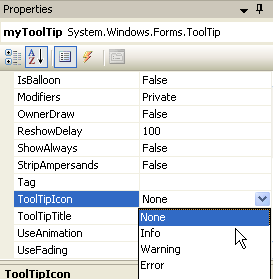 Properties
myToolTip System.Windows.Forms.ToolTip
IsBalloon False
Modifiers Private
OwnerDraw False
ReshowDelay 100
ShowAlways False
StripAmpersands False
Tag
ToolTipIcon None
ToolTipTitle None
UseAnimation Info
UseFading Warning
Error
ToolTipIcon